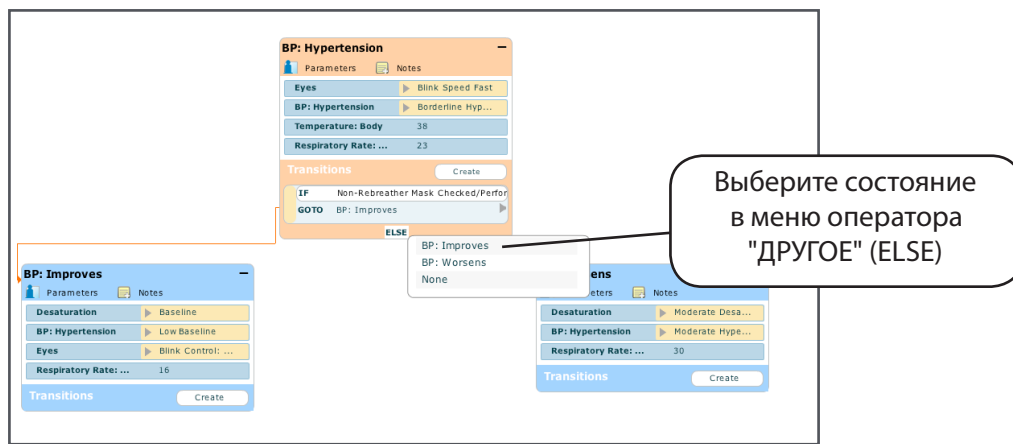 BP: Hypertension
Parameters Notes
Eyes Blink Speed Fast
BP: Hypertension Borderline Hyp...
Temperature: Body 38
Respiratory Rate: ... 23
Transitions Create
IF Non-Rebreather Mask Checked/Perfor
GOTO BP: Improves
ELSE
BP: Improves
BP: Worsens
None
Выберите состояние
в меню оператора
"ДРУГОЕ" (ELSE)
BP: Improves
Parameters Notes
Desaturation Baseline
BP: Hypertension Low Baseline
Eyes Blink Control: ...
Respiratory Rate: ... 16
Transitions Create
ens
eters Notes
Desaturation Moderate Desa...
BP: Hypertension Moderate Hype...
Respiratory Rate: ... 30
Transitions Create